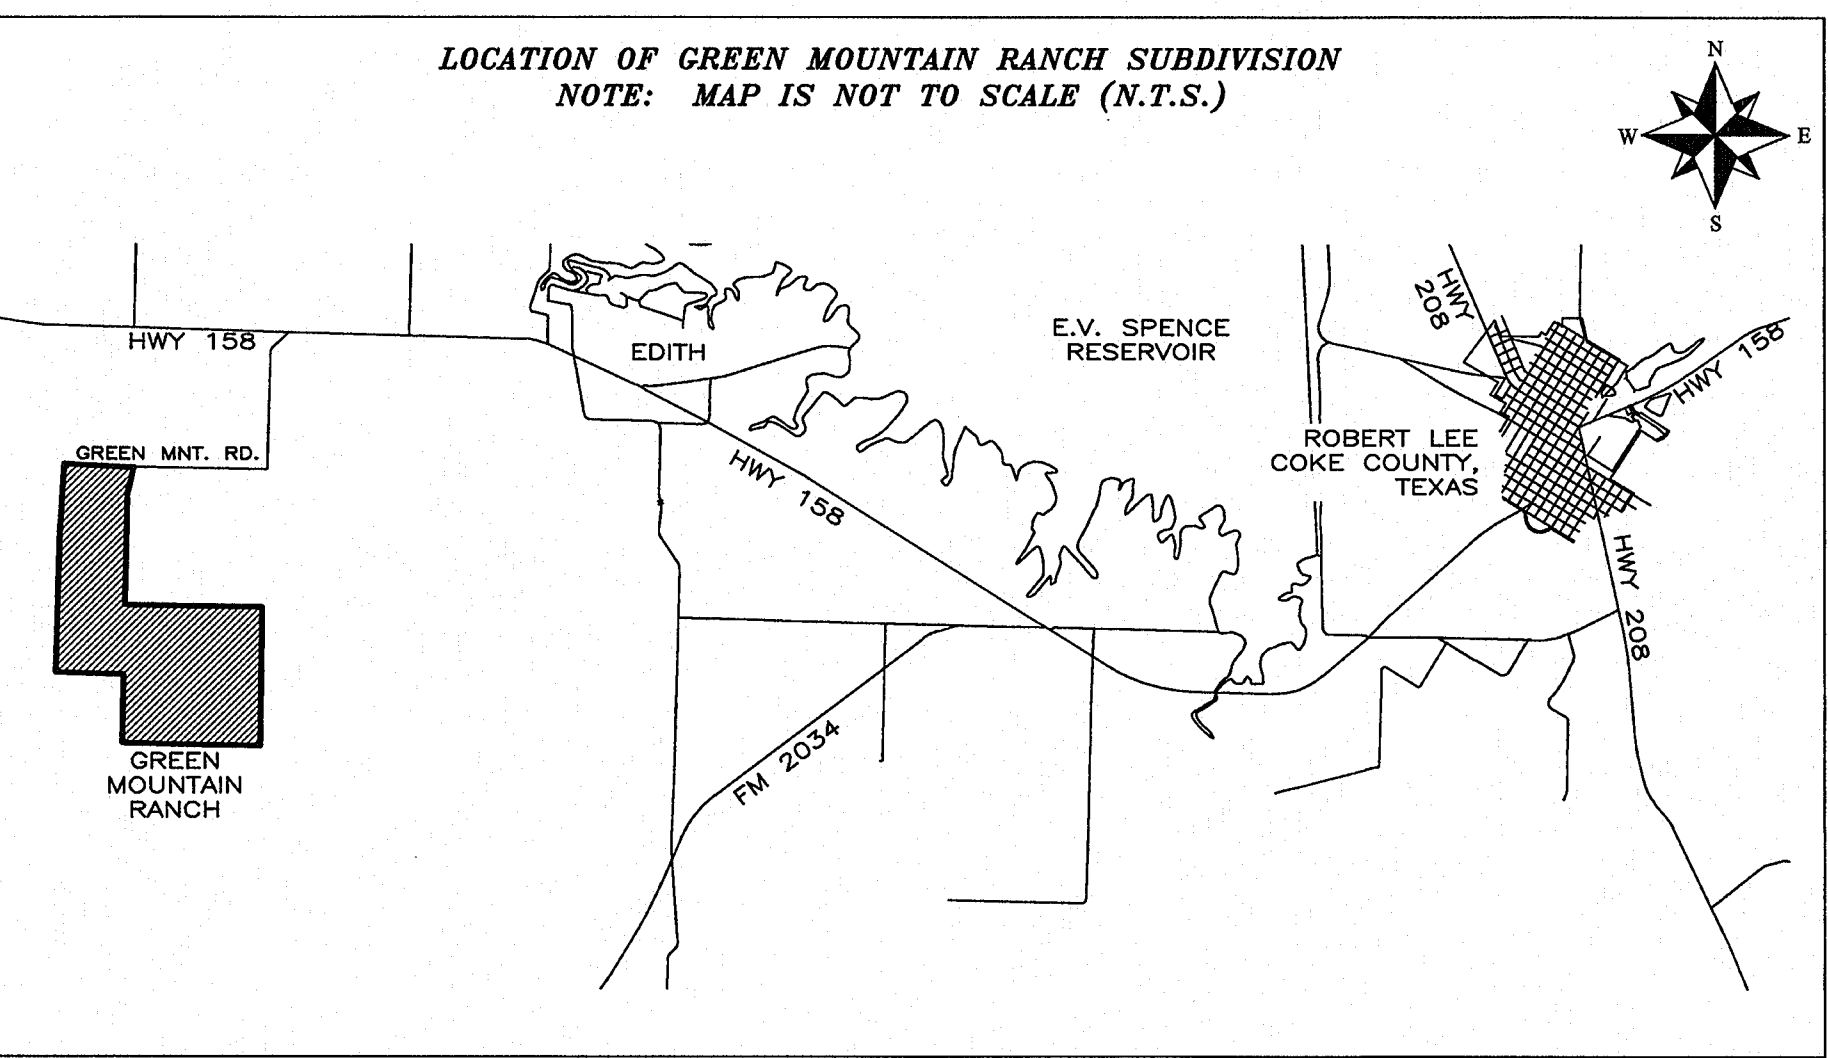 LOCATION OF GREEN MOUNTAIN RANCH SUBDIVISION
NOTE: MAP IS NOT TO SCALE (N.T.S.)
N
W
E
S
HWY 158
EDITH
E.V. SPENCE
RESERVOIR
HWY
208
HWY 158
GREEN MNT. RD.
HWY 158
ROBERT LEE
COKE COUNTY,
TEXAS
HWY 208
FM 2034
GREEN
MOUNTAIN
RANCH